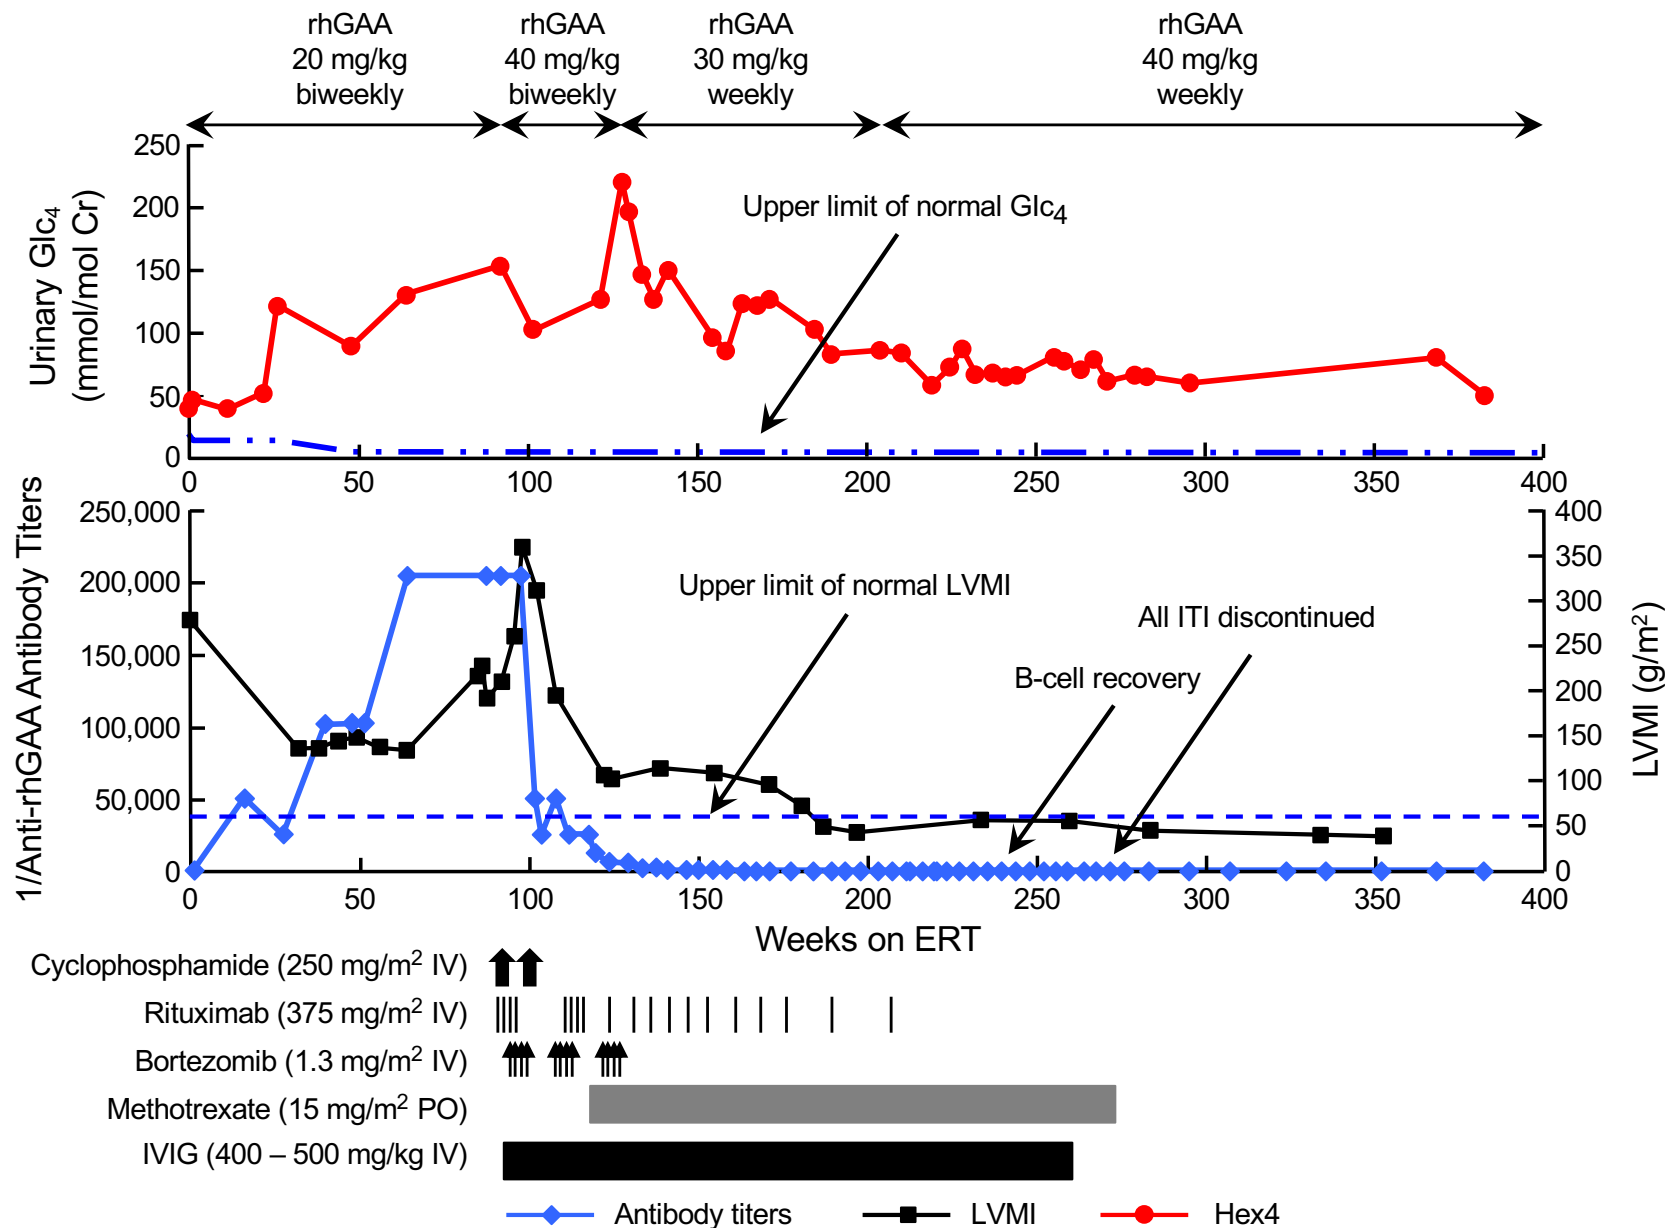 rhGAA
20 mg/kg
biweekly
rhGAA
40 mg/kg
biweekly
rhGAA
30 mg/kg
weekly
rhGAA
40 mg/kg
weekly
Urinary Glc₄
(mmol/mol Cr)
250
200
150
100
50
0
Upper limit of normal Glc₄
0 50 100 150 200 250 300 350 400
1/Anti-rhGAA Antibody Titers
250,000
200,000
150,000
100,000
50,000
0
Upper limit of normal LVMI
All ITI discontinued
B-cell recovery
400
350
300
250
200
150
100
50
0
LVMI (g/m²)
0 50 100 150 200 250 300 350 400
Weeks on ERT
Cyclophosphamide (250 mg/m² IV)
Rituximab (375 mg/m² IV)
Bortezomib (1.3 mg/m² IV)
Methotrexate (15 mg/m² PO)
IVIG (400 – 500 mg/kg IV)
Antibody titers LVMI Hex4